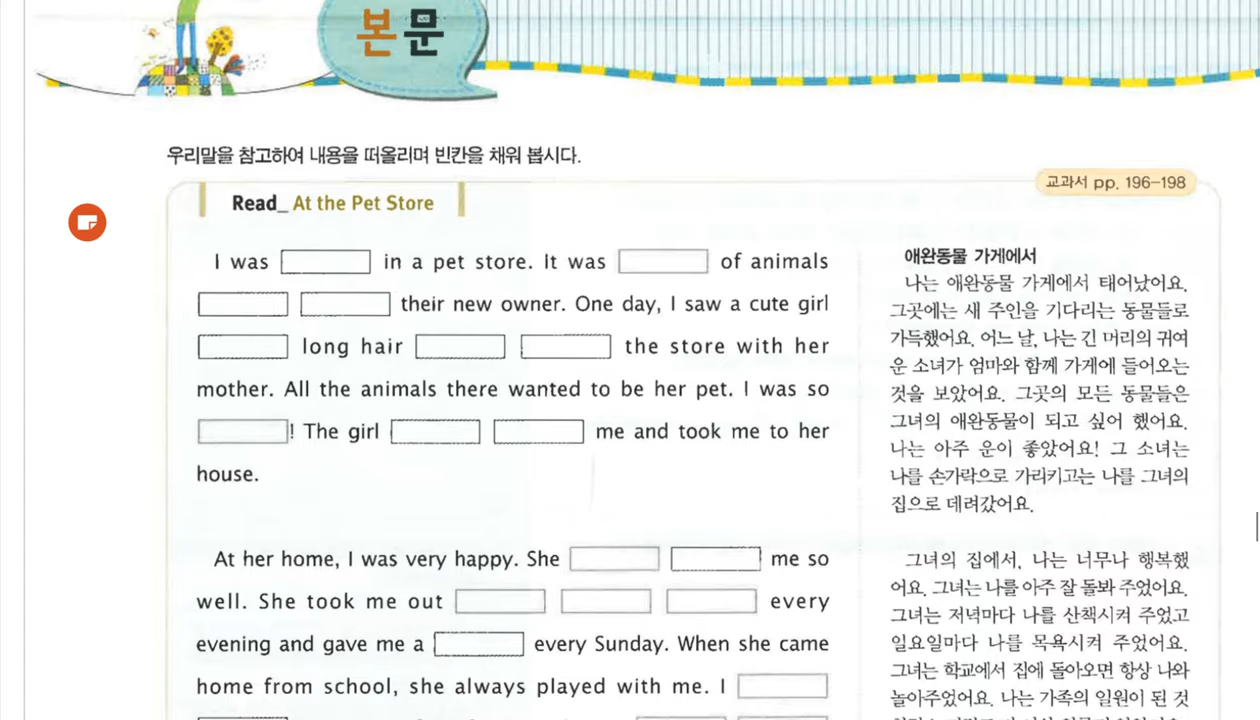 본문
우리말을 참고하여 내용을 떠올리며 빈칸을 채워 봅시다.
교과서 pp. 196–198
Read_ At the Pet Store
I was in a pet store. It was of animals
their new owner. One day, I saw a cute girl
long hair the store with her
mother. All the animals there wanted to be her pet. I was so
! The girl me and took me to her
house.
At her home, I was very happy. She me so
well. She took me out every
evening and gave me a every Sunday. When she came
home from school, she always played with me. I
애완동물 가게에서
나는 애완동물 가게에서 태어났어요.
그곳에는 새 주인을 기다리는 동물들로
가득했어요. 어느 날, 나는 긴 머리의 귀여
운 소녀가 엄마와 함께 가게에 들어오는
것을 보았어요. 그곳의 모든 동물들은
그녀의 애완동물이 되고 싶어 했어요.
나는 아주 운이 좋았어요! 그 소녀는
나를 손가락으로 가리키고는 나를 그녀의
집으로 데려갔어요.
그녀의 집에서, 나는 너무나 행복했
어요. 그녀는 나를 아주 잘 돌봐 주었어요.
그녀는 저녁마다 나를 산책시켜 주었고
일요일마다 나를 목욕시켜 주었어요.
그녀는 학교에서 집에 돌아오면 항상 나와
놀아주었어요. 나는 가족의 일원이 된 것